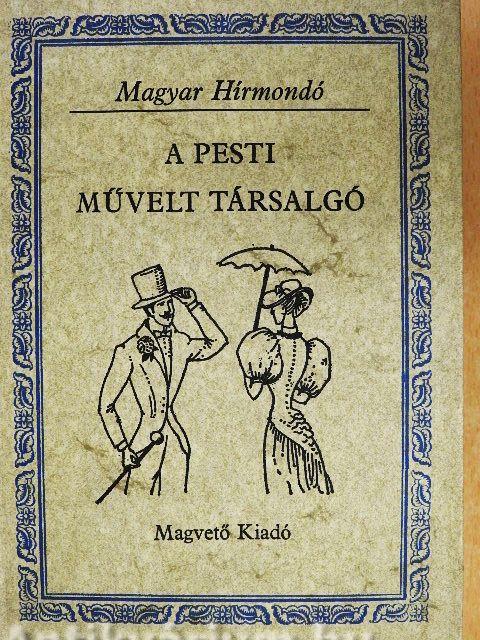 Magyar Hírmondó
A PESTI
MŰVELT TÁRSALGÓ
Magvető Kiadó